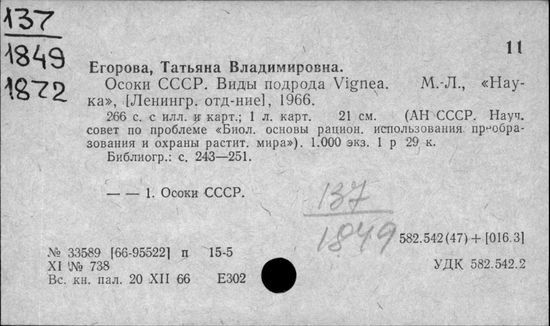 137
1849
1872
11
Егорова, Татьяна Владимировна.
Осоки СССР. Виды подрода Vignea. М.-Л., «Нау-
ка», [Ленингр. отд-ние], 1966.
266 с. с илл. и карт.; 1 л. карт. 21 см. (АН СССР. Науч.
совет по проблеме «Биол. основы рацион. использования преобра-
зования и охраны растит. мира»). 1.000 экз. 1 р 29 к.
Библиогр.: с. 243—251.
— — 1. Осоки СССР.
137
1849
582.542(47)+[016.3]
№ 33589 [66-95522] п 15-5
XI № 738
УДК 582.542.2
Вс. кн. пал. 20 XII 66 Е302